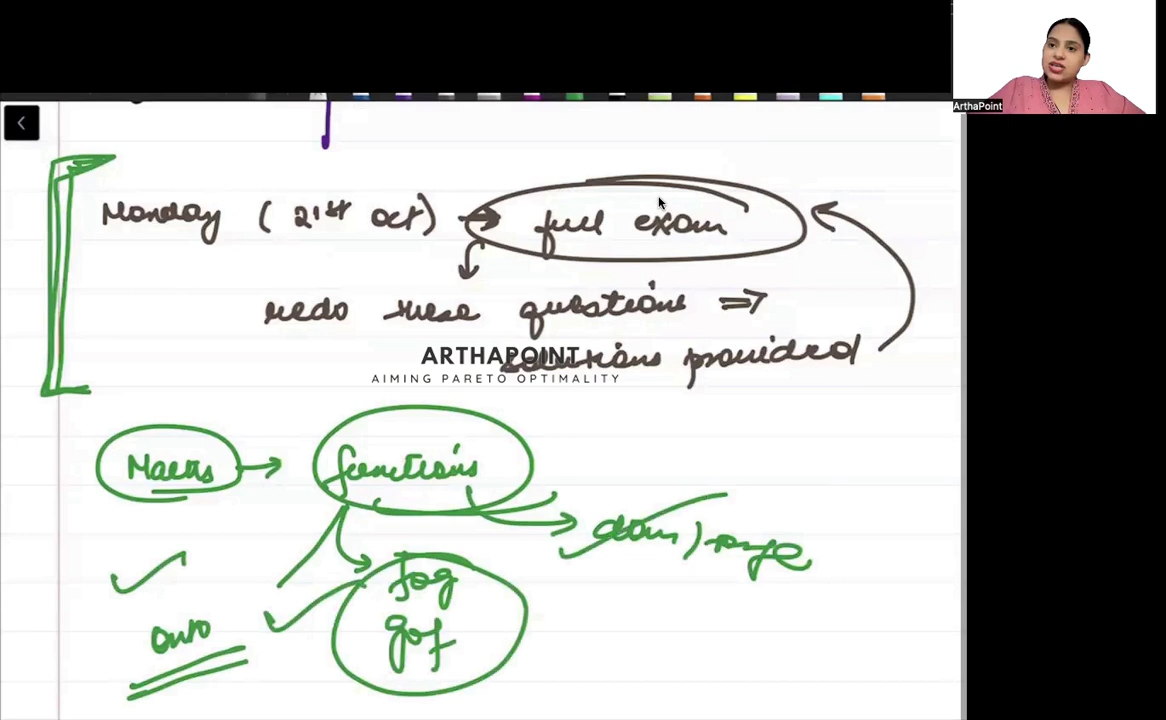 ArthaPoint
Monday ( 21st oct) → full exam
redo these questions ⇒
solutions provided
ARTHAPOINT
AIMING PARETO OPTIMALITY
Maths → functions
dom / range
fog
gof
onto